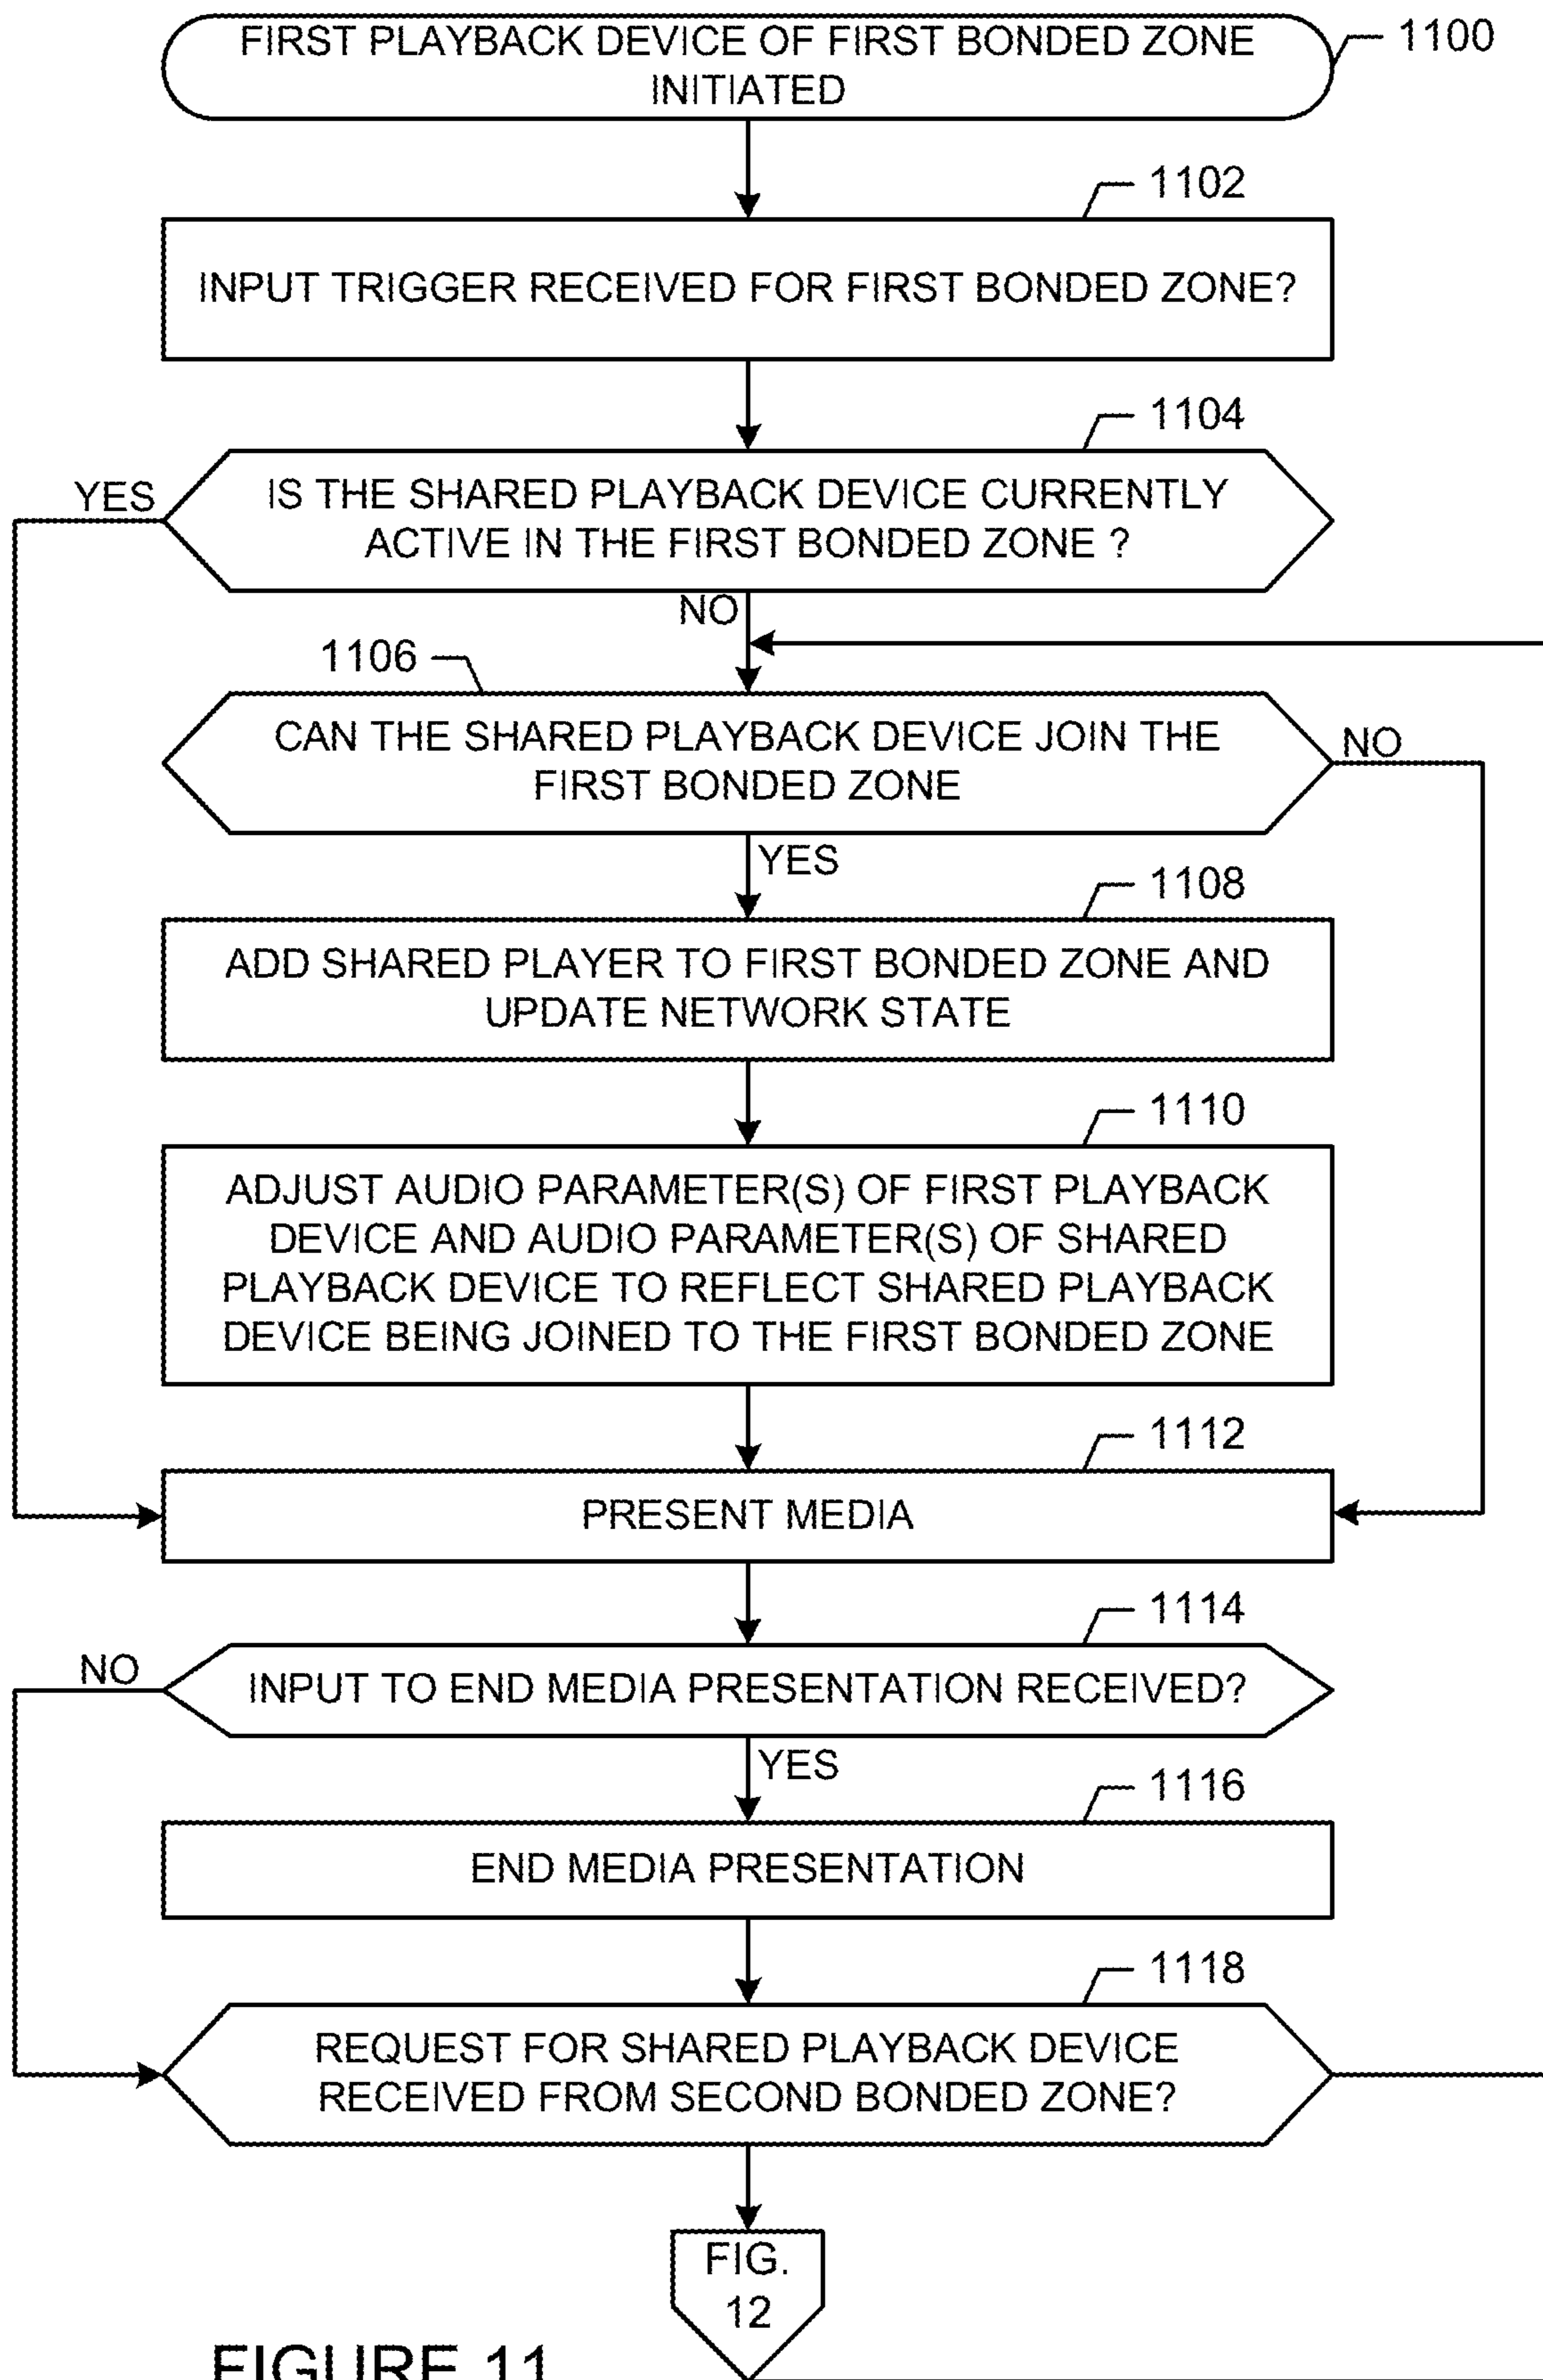 FIRST PLAYBACK DEVICE OF FIRST BONDED ZONE
INITIATED
1100
1102
INPUT TRIGGER RECEIVED FOR FIRST BONDED ZONE?
1104
YES
IS THE SHARED PLAYBACK DEVICE CURRENTLY
ACTIVE IN THE FIRST BONDED ZONE ?
NO
1106
CAN THE SHARED PLAYBACK DEVICE JOIN THE
FIRST BONDED ZONE
NO
YES
1108
ADD SHARED PLAYER TO FIRST BONDED ZONE AND
UPDATE NETWORK STATE
1110
ADJUST AUDIO PARAMETER(S) OF FIRST PLAYBACK
DEVICE AND AUDIO PARAMETER(S) OF SHARED
PLAYBACK DEVICE TO REFLECT SHARED PLAYBACK
DEVICE BEING JOINED TO THE FIRST BONDED ZONE
1112
PRESENT MEDIA
1114
NO
INPUT TO END MEDIA PRESENTATION RECEIVED?
YES
1116
END MEDIA PRESENTATION
1118
REQUEST FOR SHARED PLAYBACK DEVICE
RECEIVED FROM SECOND BONDED ZONE?
FIG.
12
FIGURE 11